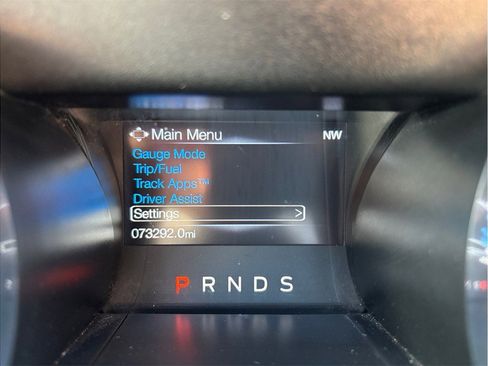 Main Menu NW
Gauge Mode
Trip/Fuel
Track Apps™
Driver Assist
Settings >
073292.0mi
P R N D S